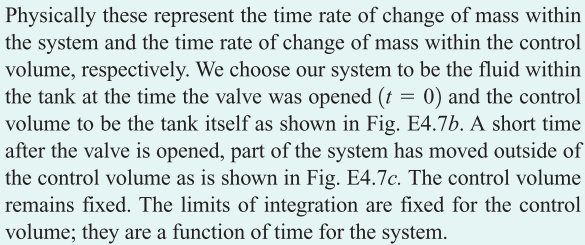 Physically these represent the time rate of change of mass within
the system and the time rate of change of mass within the control
volume, respectively. We choose our system to be the fluid within
the tank at the time the valve was opened (t = 0) and the control
volume to be the tank itself as shown in Fig. E4.7b. A short time
after the valve is opened, part of the system has moved outside of
the control volume as is shown in Fig. E4.7c. The control volume
remains fixed. The limits of integration are fixed for the control
volume; they are a function of time for the system.